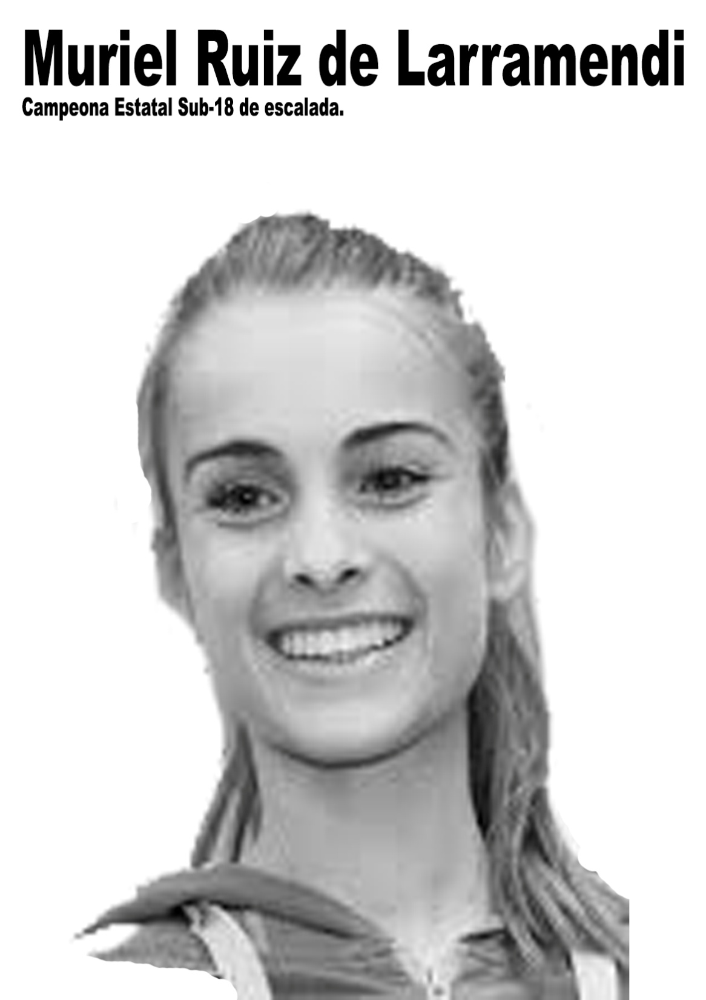 Muriel Ruiz de Larramendi
Campeona Estatal Sub-18 de escalada.